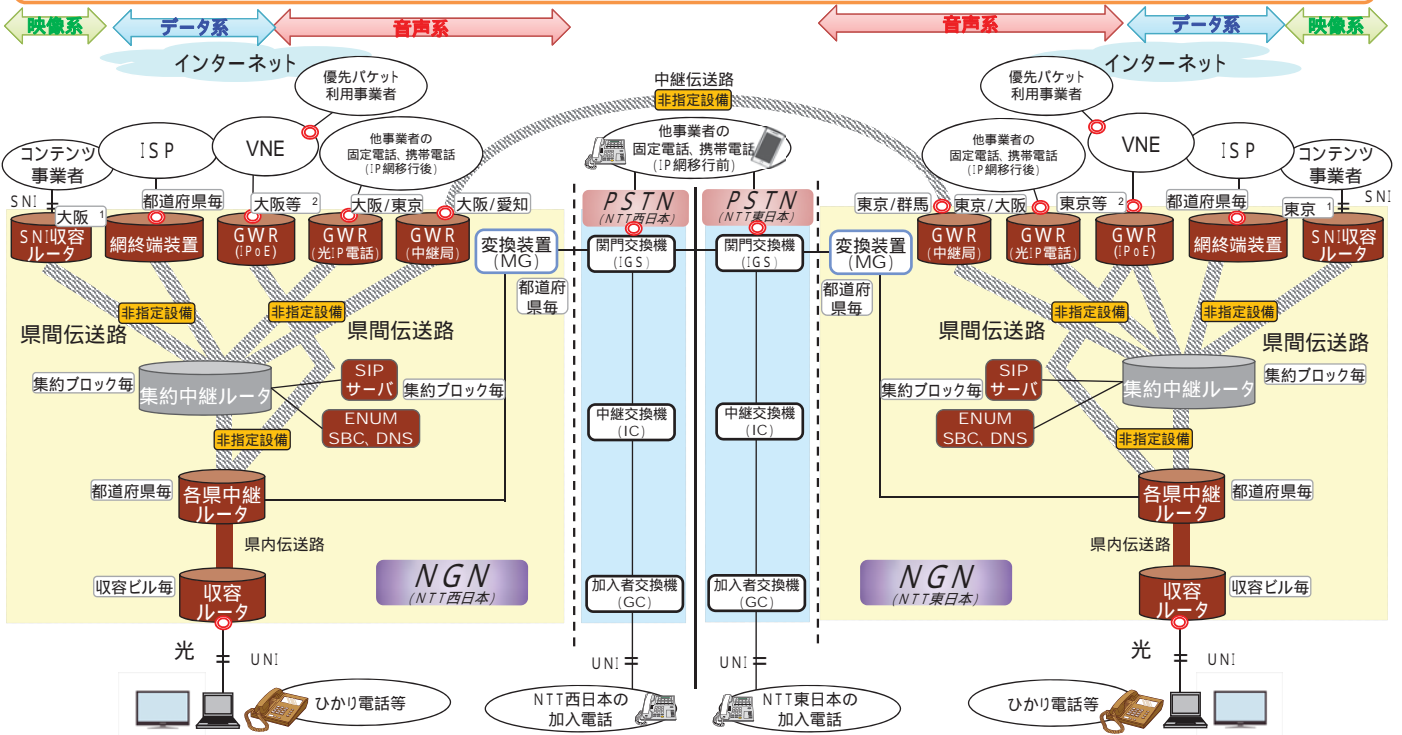 映像系
データ系
音声系
音声系
データ系
映像系
インターネット
インターネット
優先パケット
利用事業者
中継伝送路
非指定設備
優先パケット
利用事業者
コンテンツ
事業者
ISP
VNE
他事業者の
固定電話、携帯電話
(IP網移行後)
他事業者の
固定電話、携帯電話
(IP網移行前)
他事業者の
固定電話、携帯電話
(IP網移行後)
VNE
ISP
コンテンツ
事業者
SNI
大阪 1
都道府県毎
大阪等 2
大阪/東京
大阪/愛知
PSTN
(NTT西日本)
PSTN
(NTT東日本)
東京/群馬
東京/大阪
東京等 2
都道府県毎
東京 1
SNI
SNI収容
ルータ
網終端装置
GWR
(IPoE)
GWR
(光IP電話)
GWR
(中継局)
変換装置
(MG)
関門交換機
(IGS)
関門交換機
(IGS)
変換装置
(MG)
GWR
(中継局)
GWR
(光IP電話)
GWR
(IPoE)
網終端装置
SNI収容
ルータ
都道府
県毎
都道府
県毎
非指定設備
非指定設備
非指定設備
非指定設備
県間伝送路
県間伝送路
県間伝送路
県間伝送路
集約ブロック毎
集約中継ルータ
SIP
サーバ
集約ブロック毎
ENUM
SBC、DNS
中継交換機
(IC)
中継交換機
(IC)
集約ブロック毎
SIP
サーバ
ENUM
SBC、DNS
集約中継ルータ
集約ブロック毎
非指定設備
非指定設備
都道府県毎
各県中継
ルータ
各県中継
ルータ
都道府県毎
県内伝送路
県内伝送路
収容ビル毎
収容
ルータ
NGN
(NTT西日本)
加入者交換機
(GC)
加入者交換機
(GC)
NGN
(NTT東日本)
収容
ルータ
収容ビル毎
光
UNI
UNI
UNI
光
UNI
ひかり電話等
NTT西日本の
加入電話
NTT東日本の
加入電話
ひかり電話等